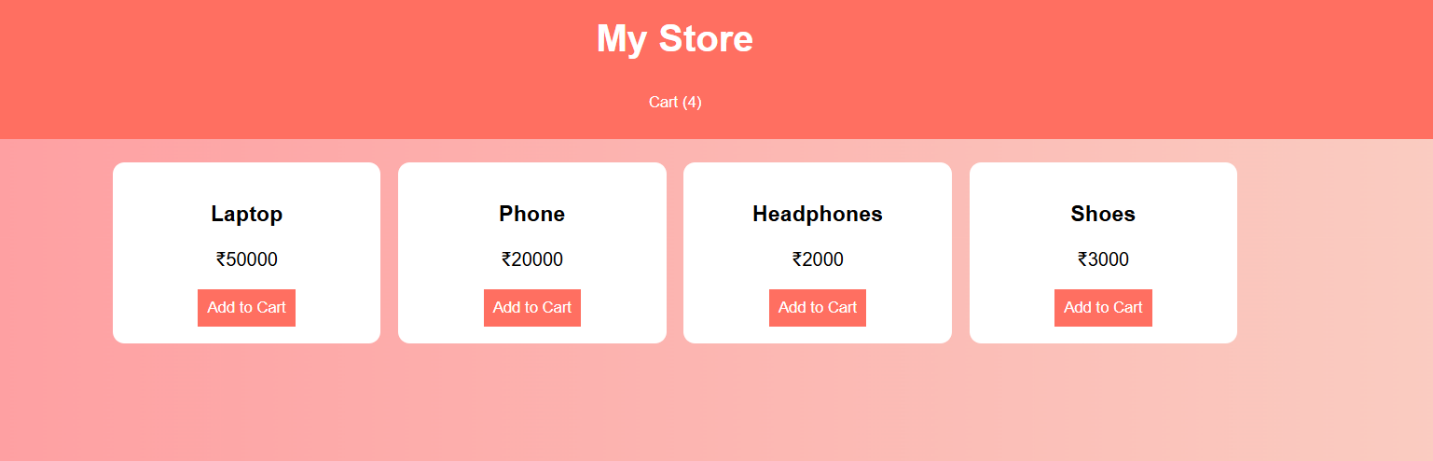 My Store
Cart (4)
Laptop
₹50000
Add to Cart
Phone
₹20000
Add to Cart
Headphones
₹2000
Add to Cart
Shoes
₹3000
Add to Cart